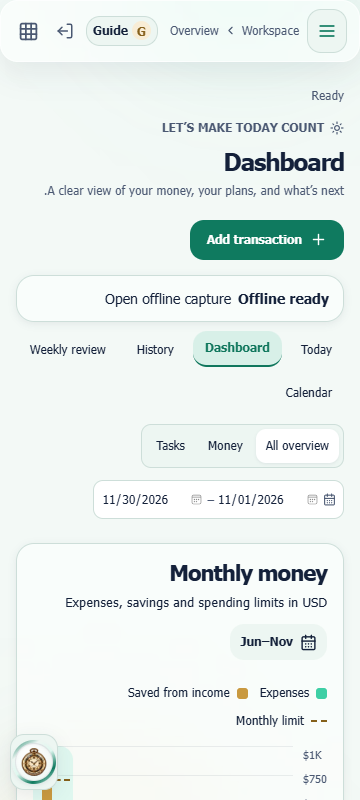 Guide G Overview < Workspace
Ready
LET'S MAKE TODAY COUNT
Dashboard
.A clear view of your money, your plans, and what's next
Add transaction +
Open offline capture Offline ready
Weekly review History Dashboard Today
Calendar
Tasks Money All overview
11/30/2026 – 11/01/2026
Monthly money
Expenses, savings and spending limits in USD
Jun–Nov
Saved from income Expenses
Monthly limit
$1K
$750